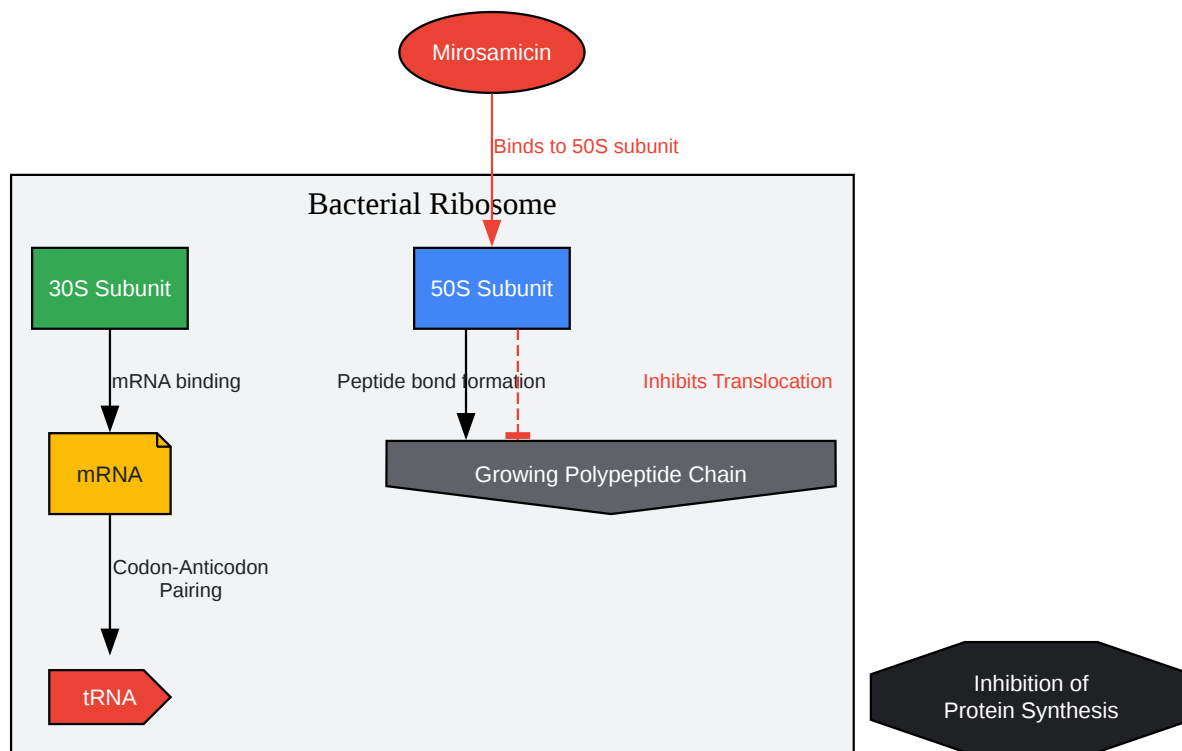 Mirosamicin
Binds to 50S subunit
Bacterial Ribosome
30S Subunit
50S Subunit
mRNA binding
Peptide bond formation
Inhibits Translocation
mRNA
Growing Polypeptide Chain
Codon-Anticodon
Pairing
tRNA
Inhibition of
Protein Synthesis